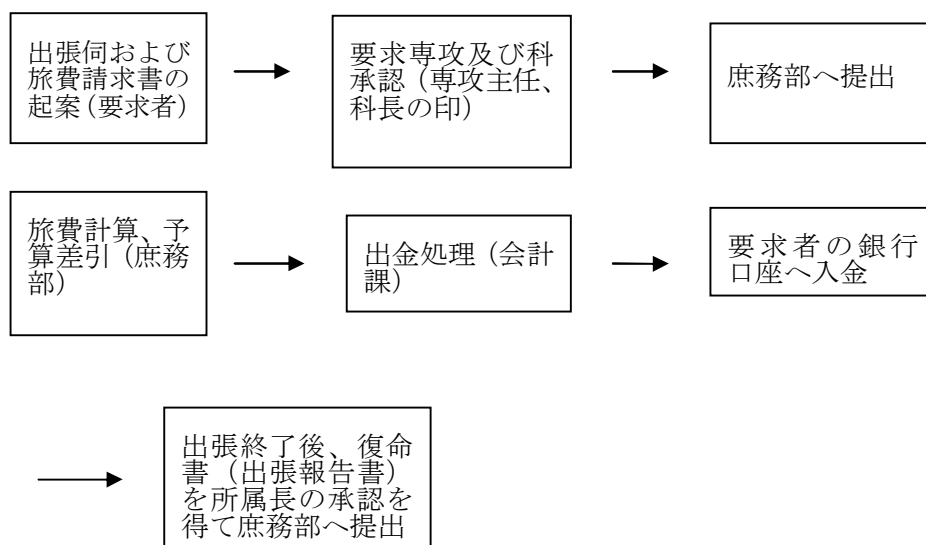 出張伺および
旅費請求書の
起案（要求者）
要求専攻及び科
承認（専攻主任、
科長の印）
庶務部へ提出
旅費計算、予
算差引（庶務
部）
出金処理（会計
課）
要求者の銀行
口座へ入金
出張終了後、復命
書（出張報告書）
を所属長の承認を
得て庶務部へ提出